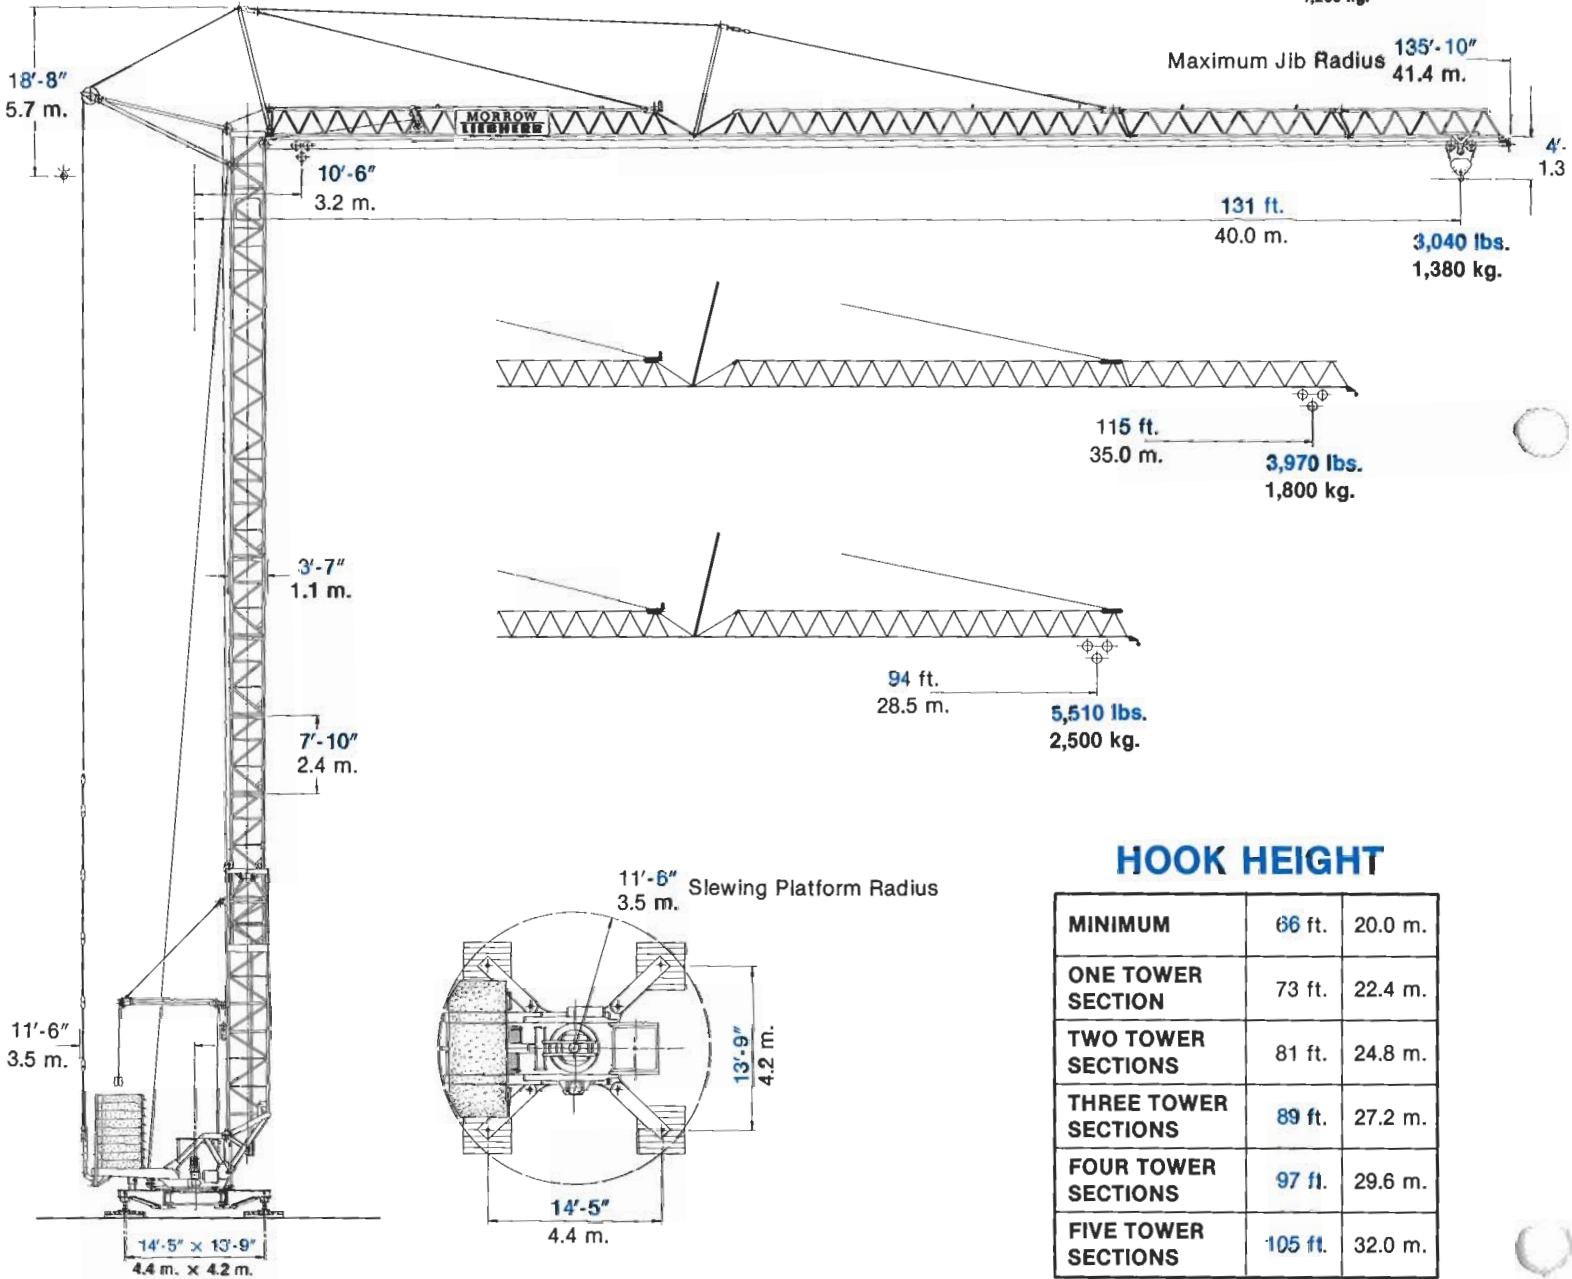 Maximum Jib Radius 135'-10"
41.4 m.
18'-8"
5.7 m.
MORROW
LIEBHERR
4'-
1.3
10'-6"
3.2 m.
131 ft.
40.0 m.
3,040 lbs.
1,380 kg.
115 ft.
35.0 m.
3,970 lbs.
1,800 kg.
3'-7"
1.1 m.
94 ft.
28.5 m.
5,510 lbs.
2,500 kg.
7'-10"
2.4 m.
11'-6" Slewing Platform Radius
3.5 m.
11'-6"
3.5 m.
13'-9"
4.2 m.
14'-5"
4.4 m.
14'-5" × 13'-9"
4.4 m. × 4.2 m.
HOOK HEIGHT
MINIMUM 66 ft. 20.0 m.
ONE TOWER
SECTION 73 ft. 22.4 m.
TWO TOWER
SECTIONS 81 ft. 24.8 m.
THREE TOWER
SECTIONS 89 ft. 27.2 m.
FOUR TOWER
SECTIONS 97 ft. 29.6 m.
FIVE TOWER
SECTIONS 105 ft. 32.0 m.